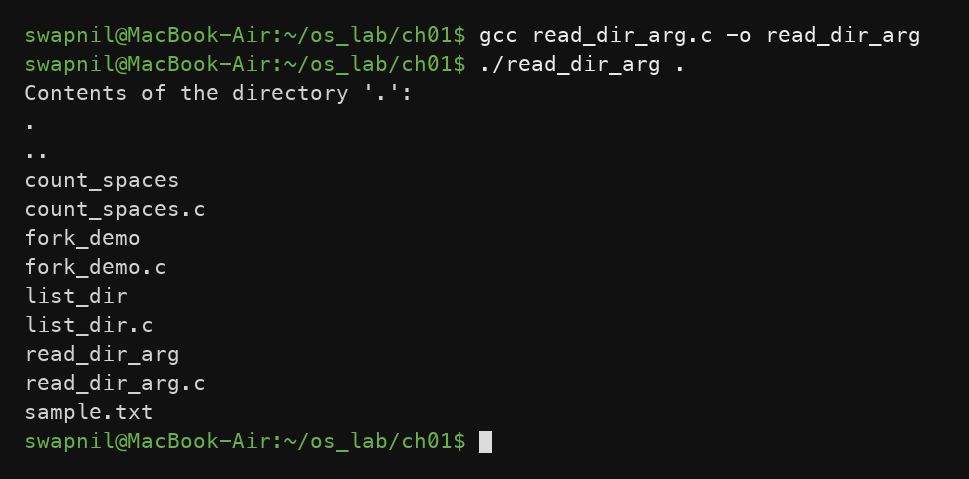 swapnil@MacBook-Air:~/os_lab/ch01$ gcc read_dir_arg.c -o read_dir_arg
swapnil@MacBook-Air:~/os_lab/ch01$ ./read_dir_arg .
Contents of the directory '.':
.
..
count_spaces
count_spaces.c
fork_demo
fork_demo.c
list_dir
list_dir.c
read_dir_arg
read_dir_arg.c
sample.txt
swapnil@MacBook-Air:~/os_lab/ch01$